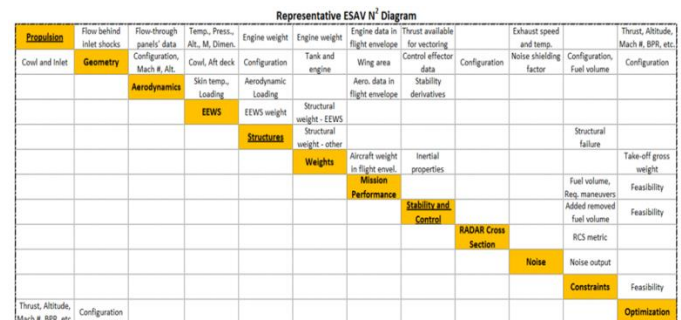 Representative ESAV N² Diagram
Propulsion
Flow behind
inlet shocks
Flow-through
panels' data
Temp., Press.,
Alt., M, Dimen.
Engine weight
Engine weight
Engine data in
flight envelope
Thrust available
for vectoring
Exhaust speed
and temp.
Thrust, Altitude,
Mach #, BPR, etc.
Cowl and Inlet
Geometry
Configuration,
Mach #, Alt.
Cowl, Aft deck
Configuration
Tank and
engine
Wing area
Control effector
data
Configuration
Noise shielding
factor
Configuration,
Fuel volume
Configuration
Aerodynamics
Skin temp.,
Loading
Aerodynamic
Loading
Aero. data in
flight envelope
Stability
derivatives
EEWS
EEWS weight
Structural
weight - EEWS
Structures
Structural
weight - other
Structural
failure
Weights
Aircraft weight
in flight envel.
Inertial
properties
Take-off gross
weight
Mission
Performance
Fuel volume,
Req. maneuvers
Feasibility
Stability and
Control
Added removed
fuel volume
Feasibility
RADAR Cross
Section
RCS metric
Noise
Noise output
Constraints
Feasibility
Thrust, Altitude,
Mach #, BPR, etc.
Configuration
Optimization